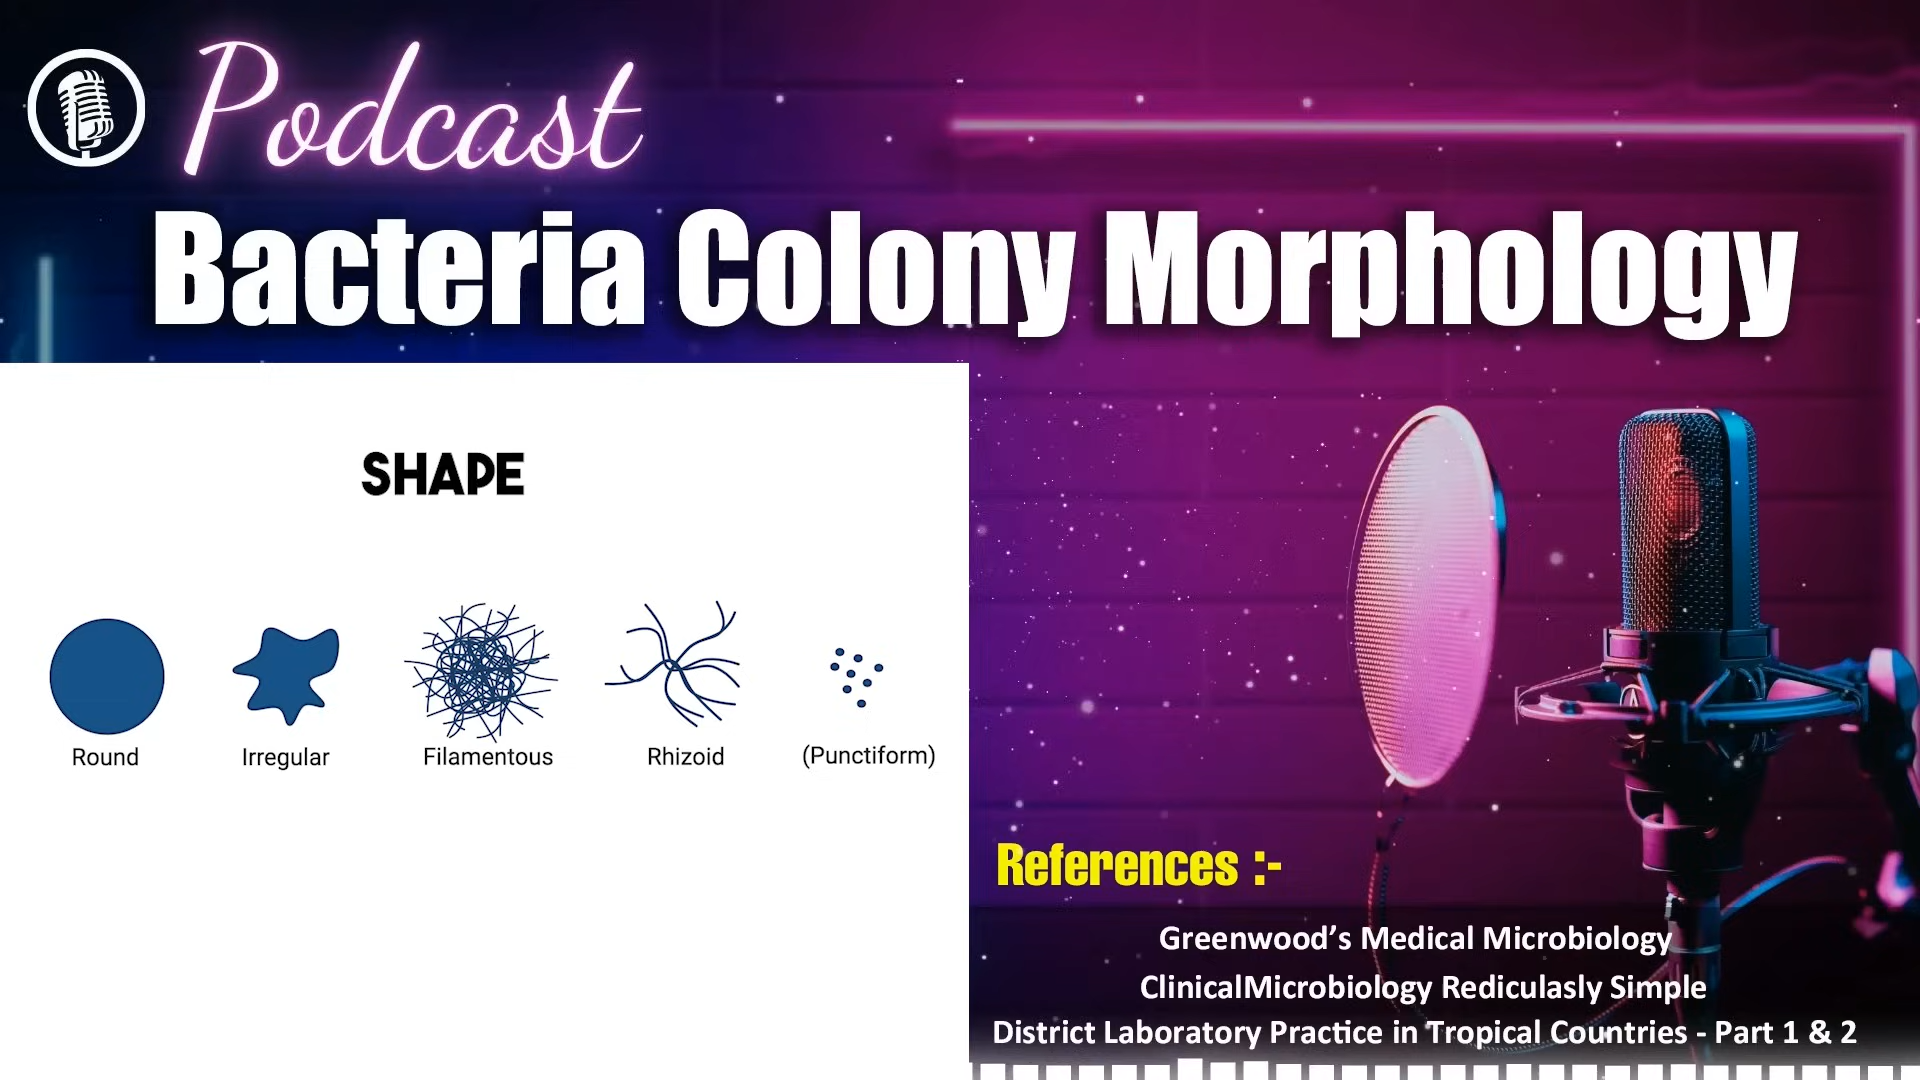 Podcast
Bacteria Colony Morphology
SHAPE
Round Irregular Filamentous Rhizoid (Punctiform)
References :-
Greenwood’s Medical Microbiology
ClinicalMicrobiology Rediculasly Simple
District Laboratory Practice in Tropical Countries - Part 1 & 2